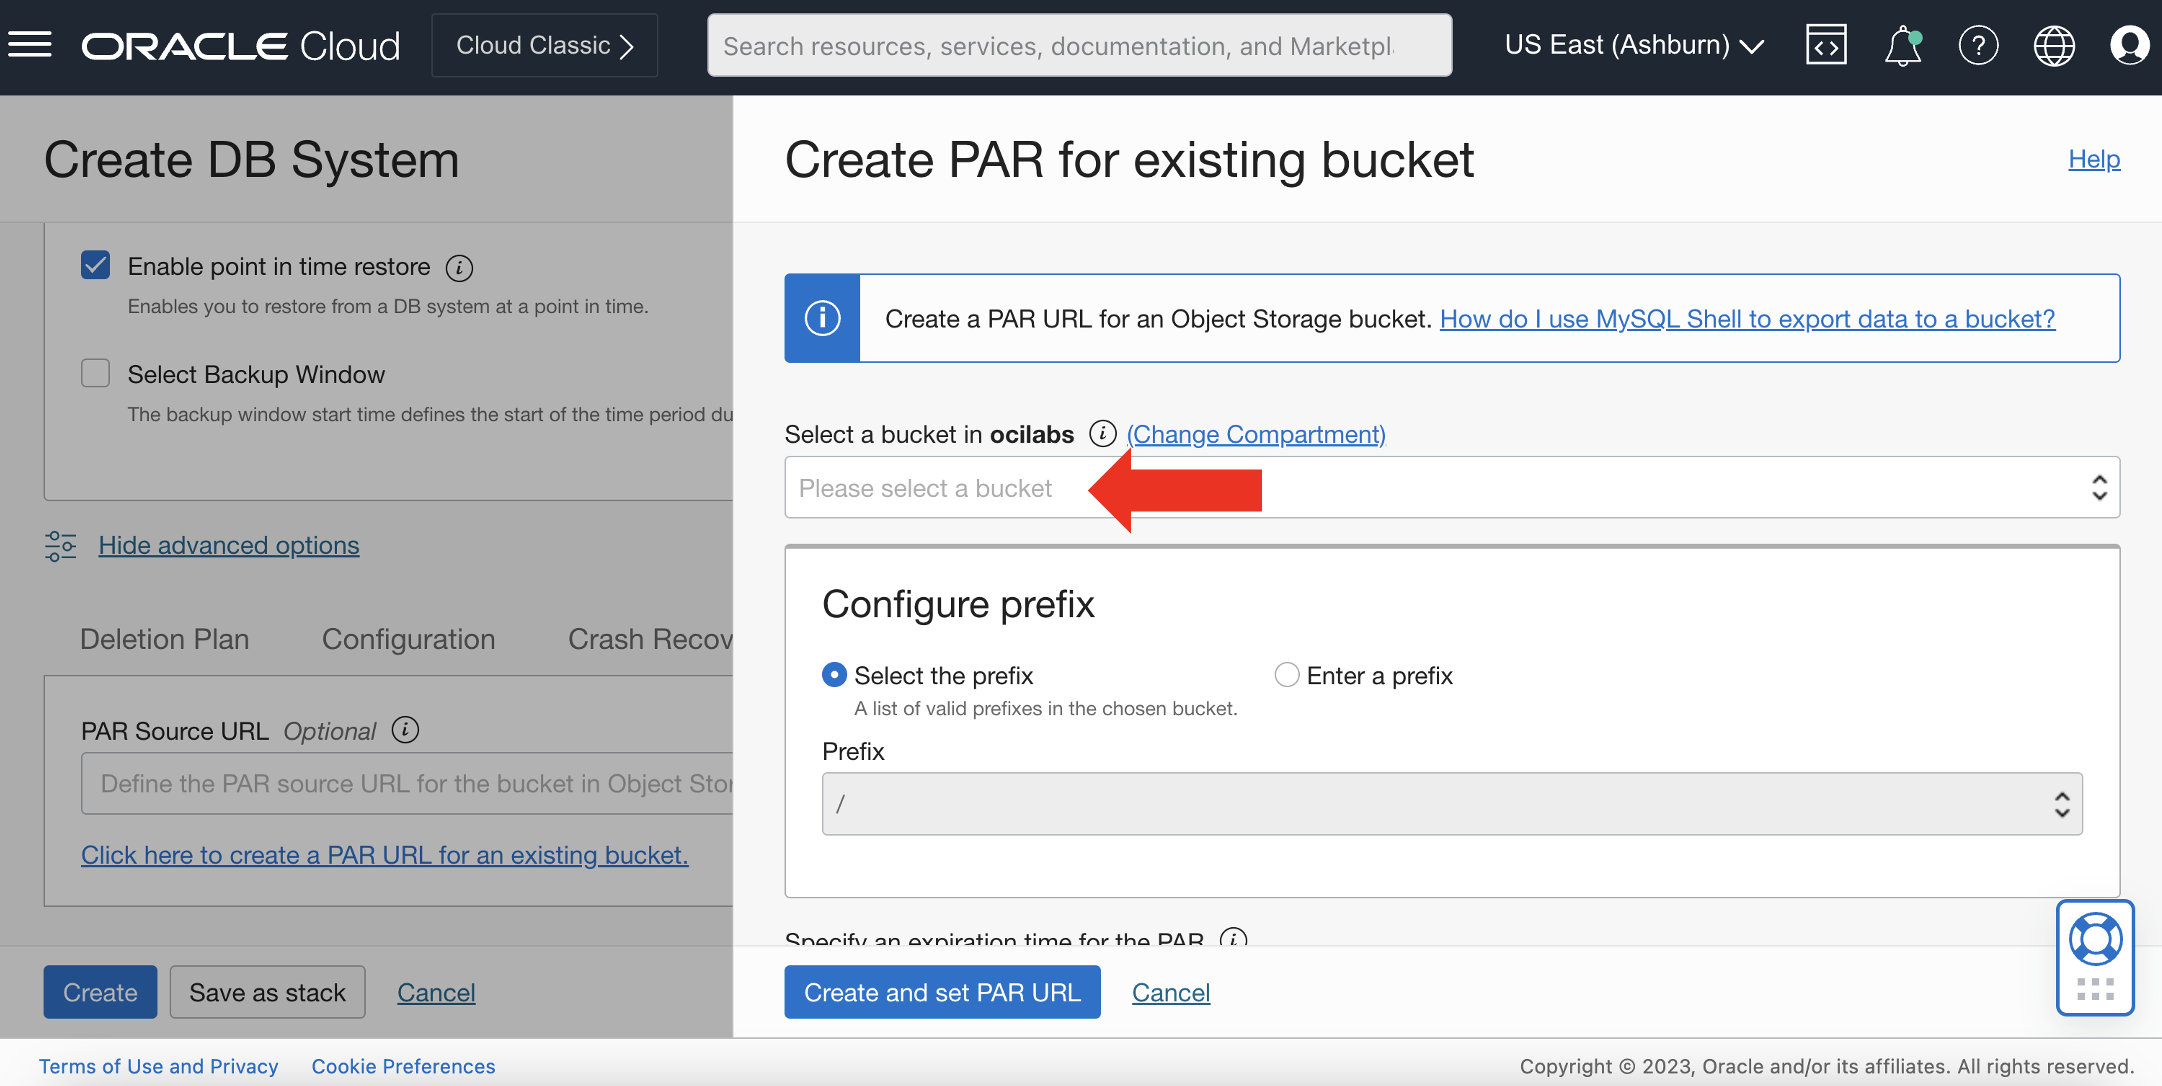 ORACLE Cloud
Cloud Classic
Search resources, services, documentation, and Marketpl
US East (Ashburn)
Create DB System
Enable point in time restore
Enables you to restore from a DB system at a point in time.
Select Backup Window
The backup window start time defines the start of the time period du
Hide advanced options
Deletion Plan Configuration Crash Recov
PAR Source URL Optional
Define the PAR source URL for the bucket in Object Stor
Click here to create a PAR URL for an existing bucket.
Create Save as stack Cancel
Create PAR for existing bucket
Help
Create a PAR URL for an Object Storage bucket. How do I use MySQL Shell to export data to a bucket?
Select a bucket in ocilabs (Change Compartment)
Please select a bucket
Configure prefix
Select the prefix Enter a prefix
A list of valid prefixes in the chosen bucket.
Prefix
/
Specify an expiration time for the PAR
Create and set PAR URL Cancel
Terms of Use and Privacy Cookie Preferences
Copyright © 2023, Oracle and/or its affiliates. All rights reserved.